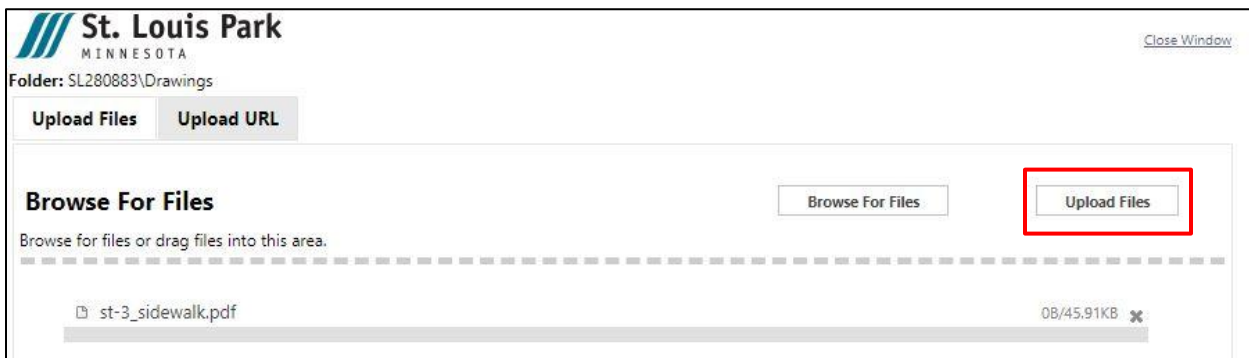 St. Louis Park
MINNESOTA
Close Window
Folder: SL280883\Drawings
Upload Files
Upload URL
Browse For Files
Browse For Files
Upload Files
Browse for files or drag files into this area.
st-3_sidewalk.pdf
0B/45.91KB